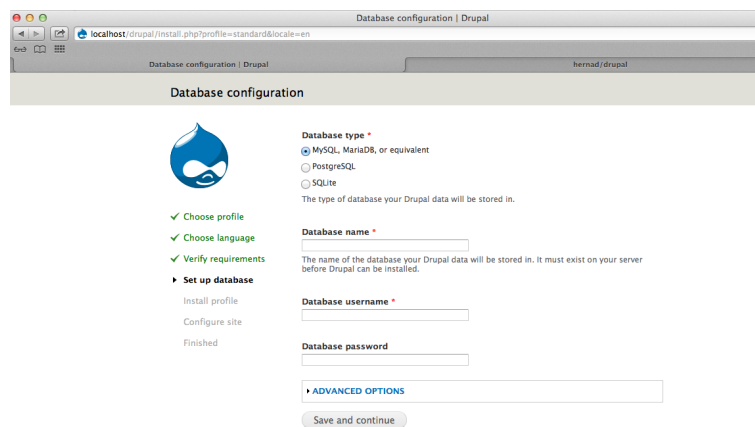 Database configuration | Drupal
localhost/drupal/install.php?profile=standard&locale=en
Database configuration | Drupal
hernad/drupal
Database configuration
Database type *
MySQL, MariaDB, or equivalent
PostgreSQL
SQLite
The type of database your Drupal data will be stored in.
Choose profile
Choose language
Verify requirements
Set up database
Install profile
Configure site
Finished
Database name *
The name of the database your Drupal data will be stored in. It must exist on your server
before Drupal can be installed.
Database username *
Database password
ADVANCED OPTIONS
Save and continue